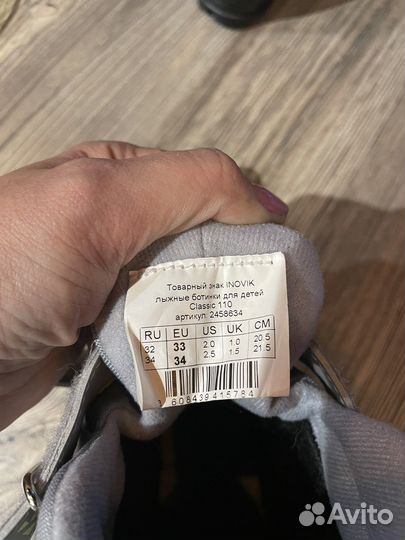 Товарный знак INOVIK
лыжные ботинки для детей
Classic 110
артикул: 2458634
RU EU US UK CM
32 33 2.0 1.0 20.5
34 34 2.5 1.5 21.5
3 608439 415784
Avito